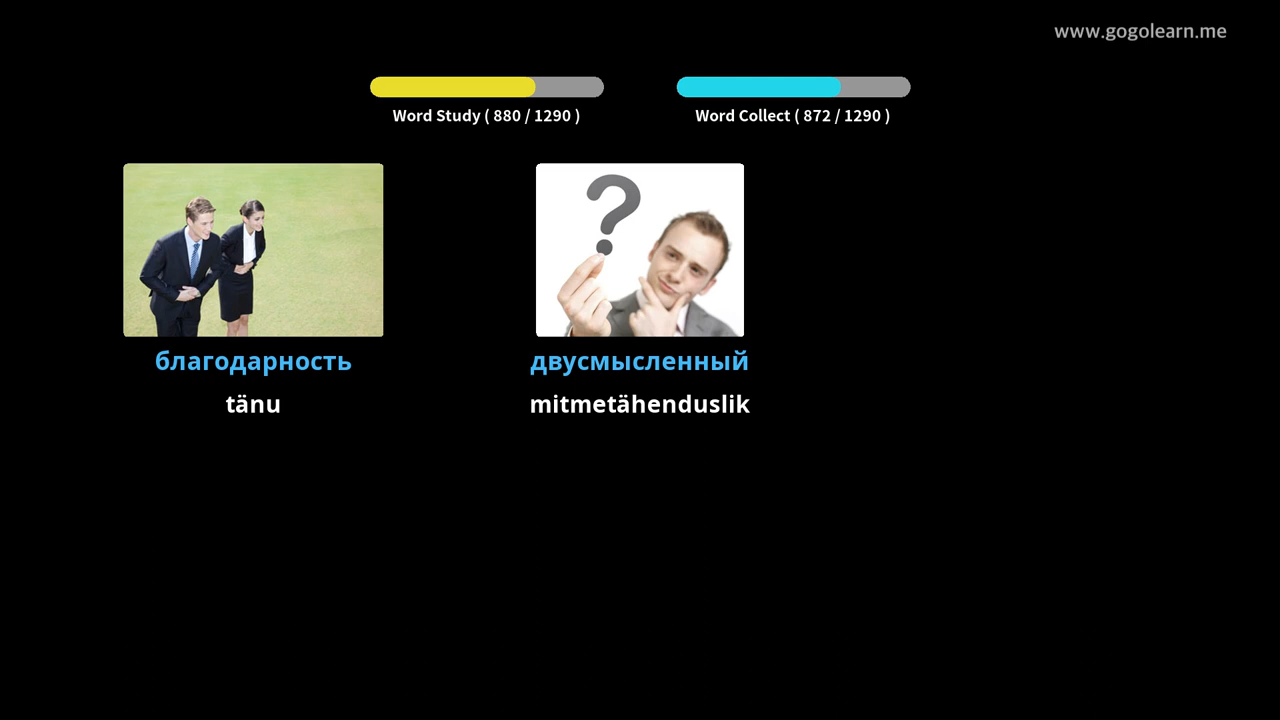 www.gogolearn.me
Word Study ( 880 / 1290 )
Word Collect ( 872 / 1290 )
благодарность
tänu
двусмысленный
mitmetähenduslik